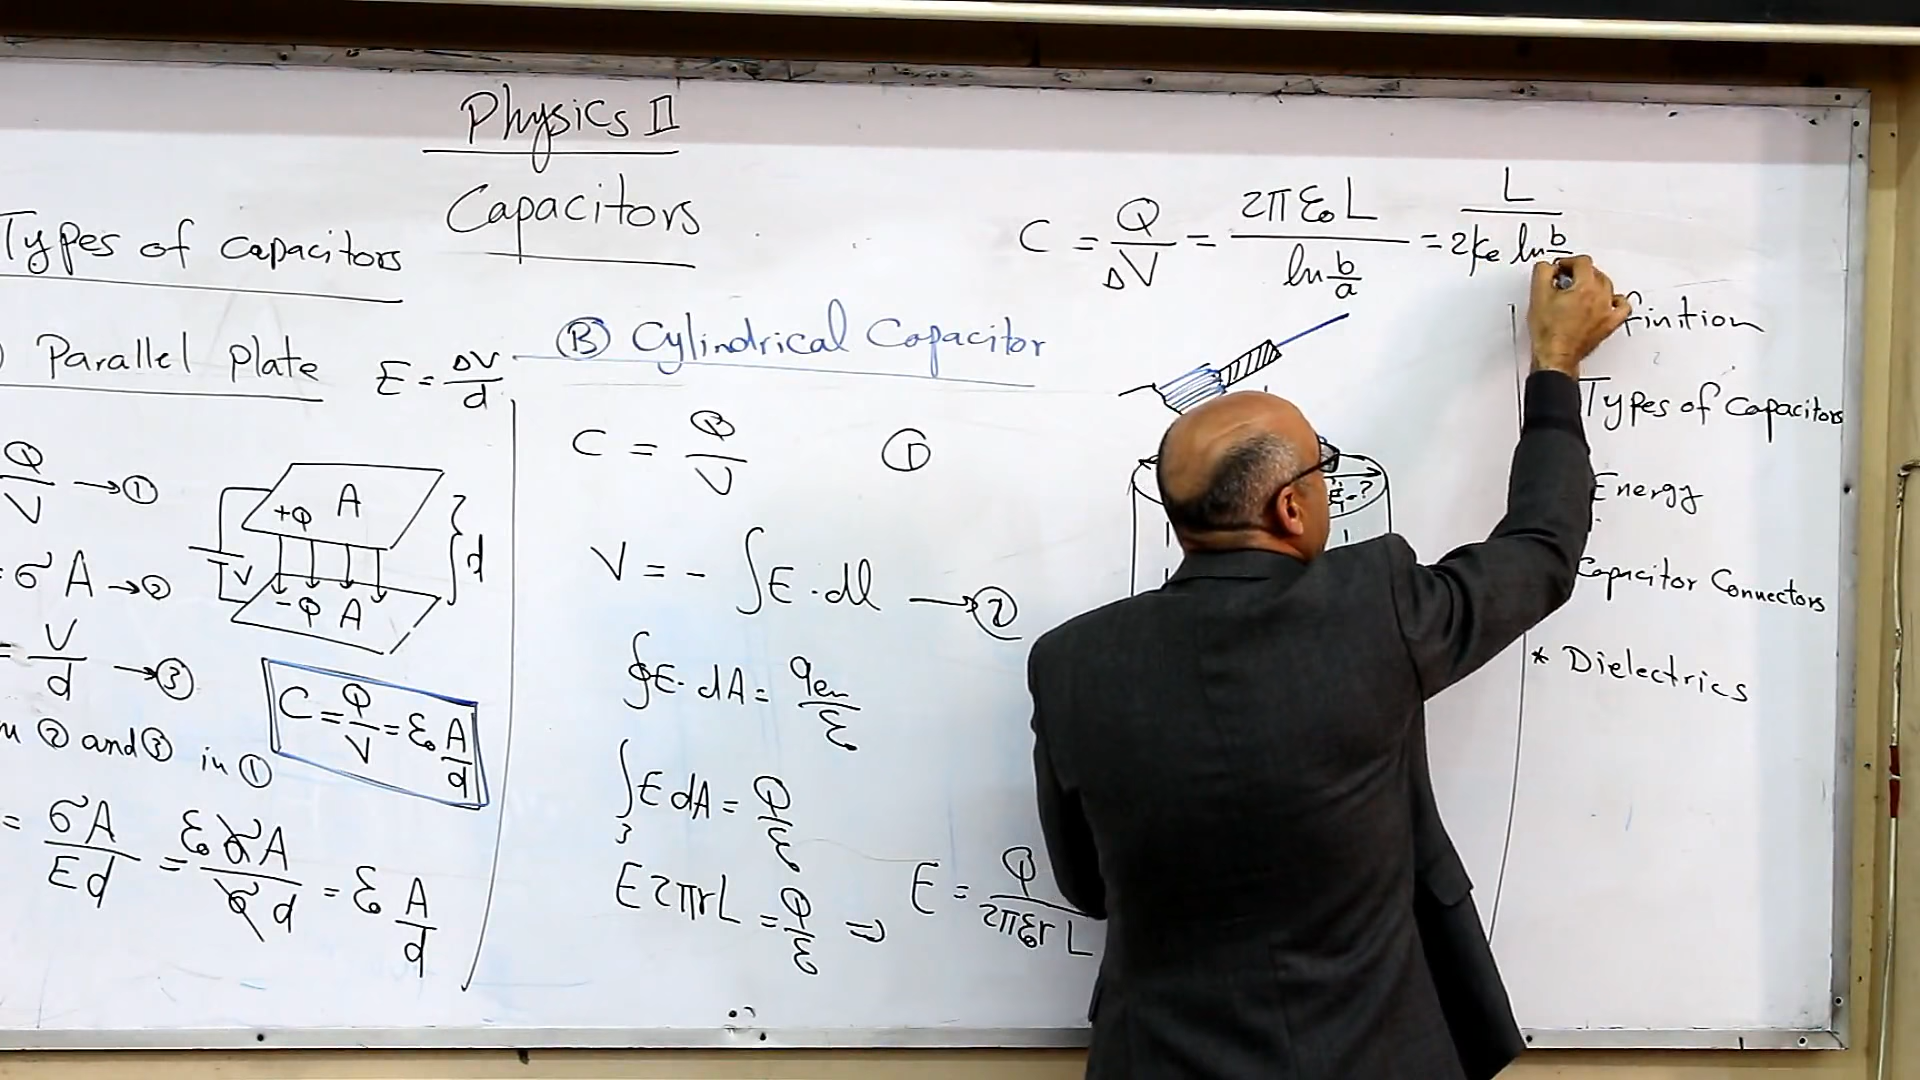 Physics II
Capacitors
Types of capacitors
Parallel Plate E = ΔV/d
Q/V → ①
= σ A → ②
= V/d → ③
② and ③ in ①
= σA/Ed = ε₀σA/σd = ε₀ A/d
+Q A
V
d
-Q A
C = Q/V = ε₀ A/d
Ⓑ Cylindrical Capacitor
C = Q/V ①
V = - ∫E·dl → ②
∮E·dA = qen/ε₀
∫E dA = Q/ε₀
E 2πrL = Q/ε₀ ⇒ E = Q/2πε₀rL
C = Q/ΔV = 2πε₀L/ln b/a = L/2ke ln b
finition
Types of Capacitors
Energy
Capacitor Connectors
* Dielectrics